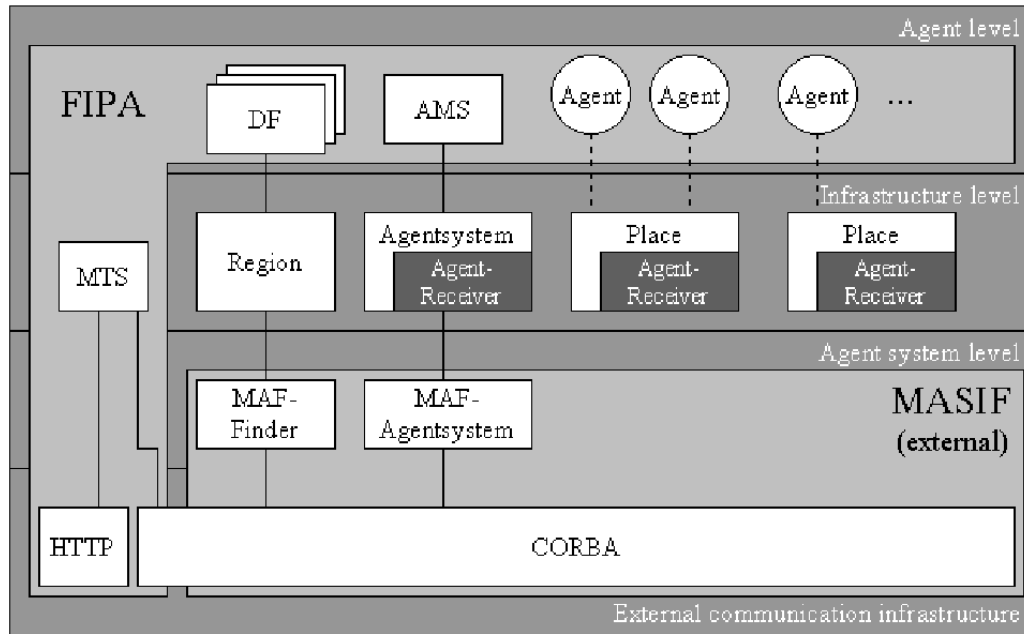 Agent level
FIPA
DF
AMS
Agent
Agent
Agent
...
Infrastructure level
MTS
Region
Agentsystem
Agent-
Receiver
Place
Agent-
Receiver
Place
Agent-
Receiver
Agent system level
MAF-
Finder
MAF-
Agentsystem
MASIF
(external)
HTTP
CORBA
External communication infrastructure